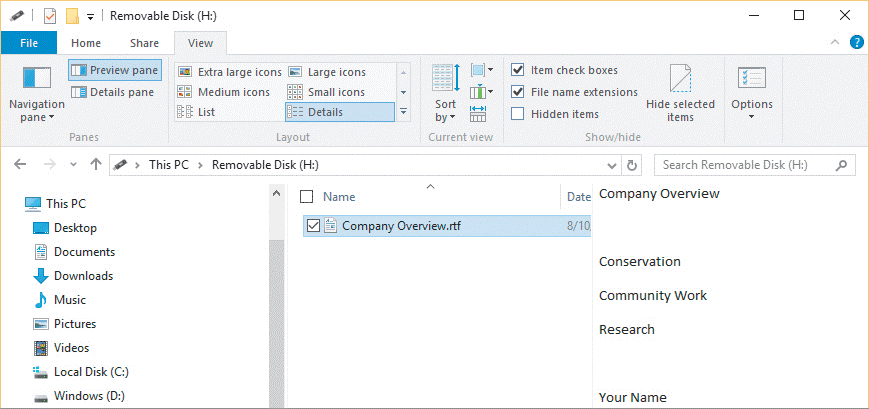 Removable Disk (H:)
File Home Share View
Preview pane
Details pane
Navigation pane
Panes
Extra large icons Large icons
Medium icons Small icons
List Details
Layout
Sort by
Current view
Item check boxes
File name extensions
Hidden items
Hide selected items
Show/hide
Options
This PC Removable Disk (H:)
Search Removable Disk (H:)
This PC
Desktop
Documents
Downloads
Music
Pictures
Videos
Local Disk (C:)
Windows (D:)
Name Date
Company Overview.rtf 8/10/
Company Overview
Conservation
Community Work
Research
Your Name